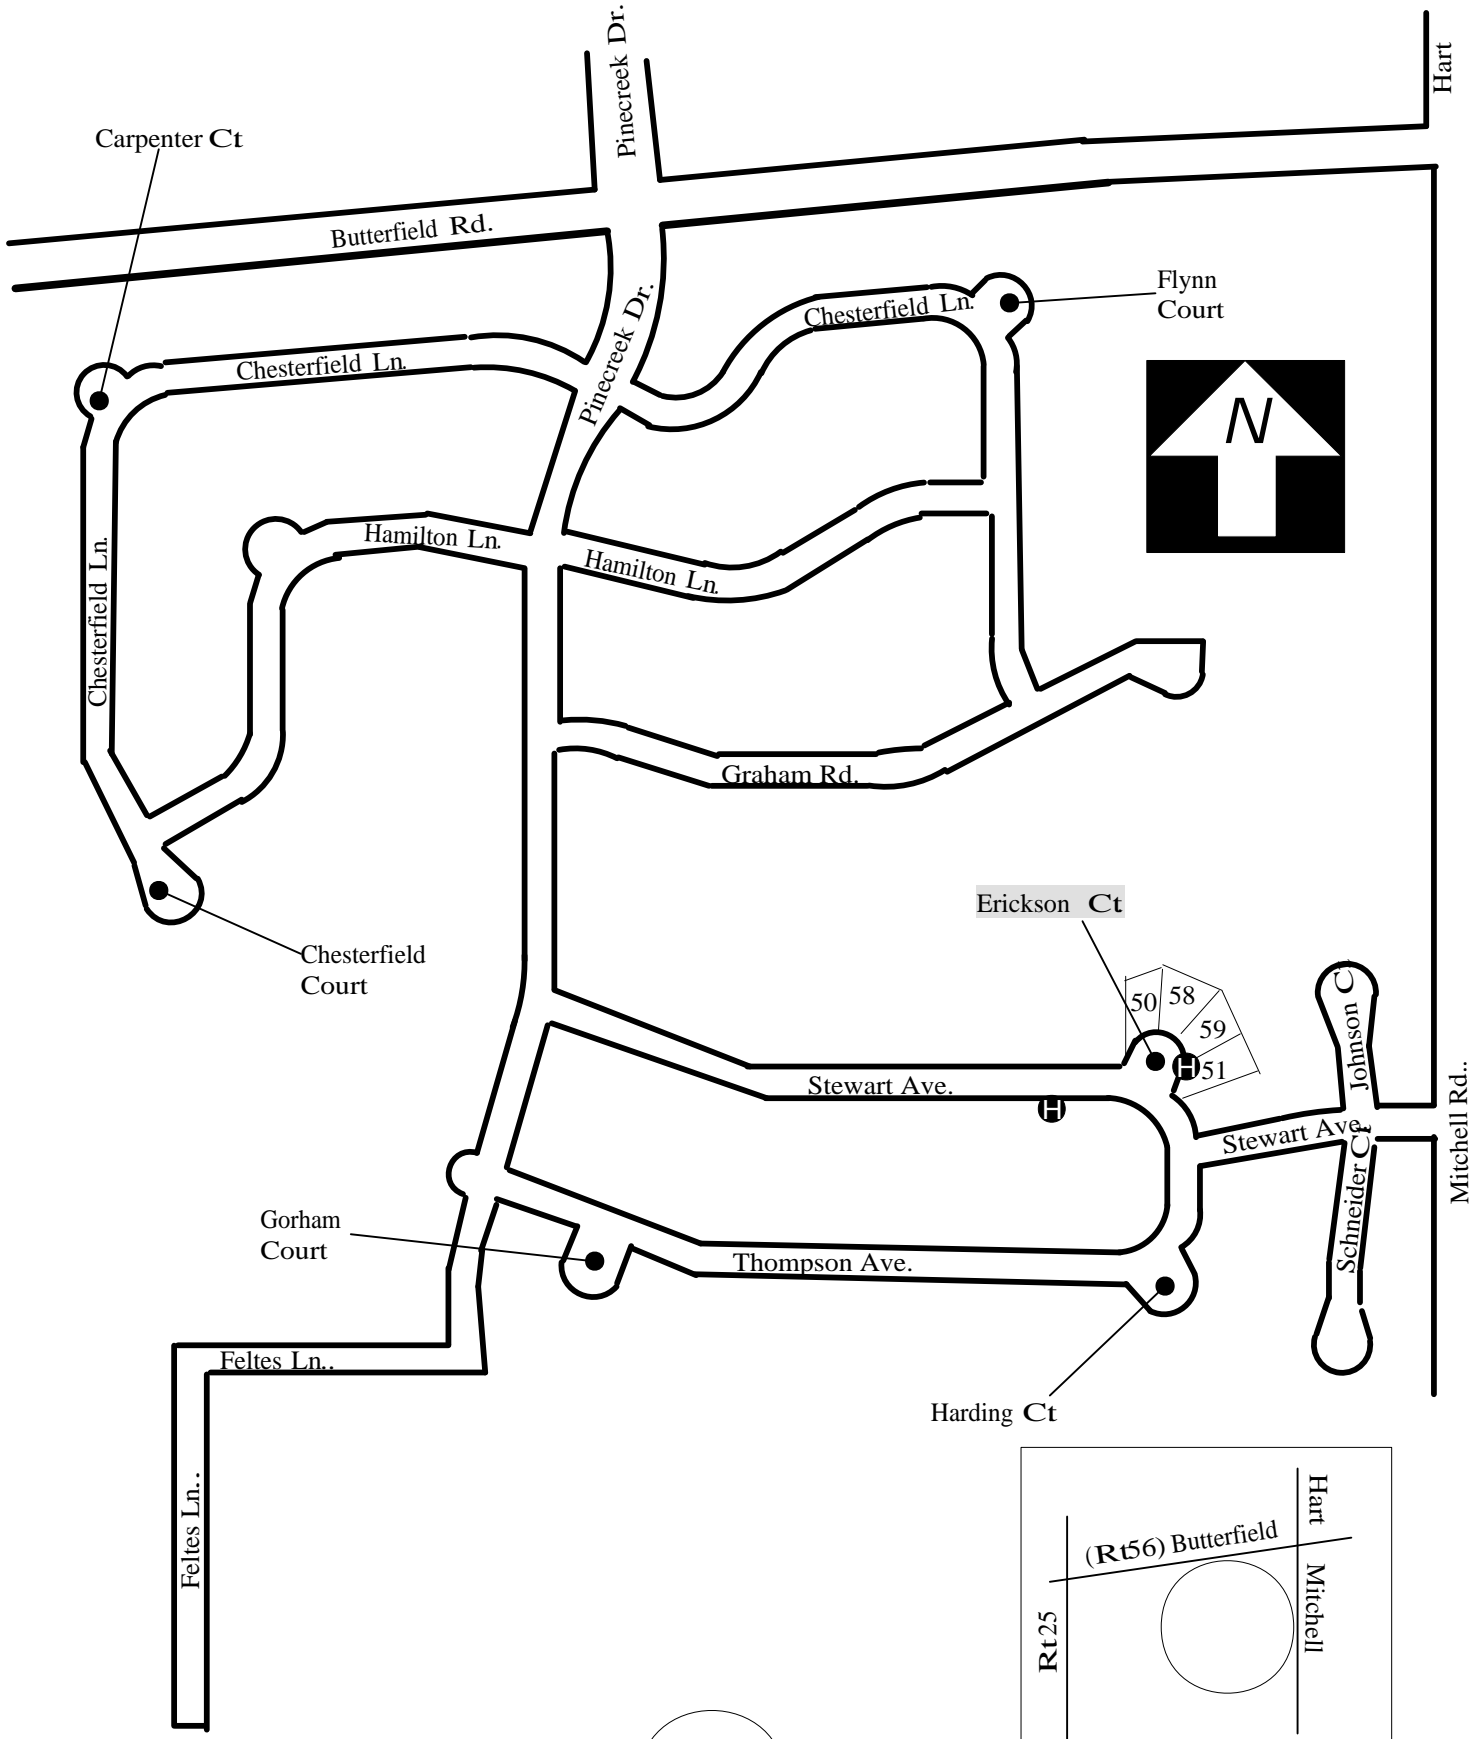 Pinecreek Dr.
Hart
Carpenter Ct
Butterfield Rd.
Flynn
Court
Chesterfield Ln.
Pinecreek Dr.
Chesterfield Ln.
N
Hamilton Ln.
Hamilton Ln.
Chesterfield Ln.
Graham Rd.
Erickson Ct
Chesterfield
Court
50
58
59
51
H
H
Johnson Ct
Stewart Ave.
Stewart Ave
Mitchell Rd..
Schneider Ct
Gorham
Court
Thompson Ave.
Feltes Ln..
Harding Ct
Feltes Ln..
Hart
(Rt56) Butterfield
Mitchell
Rt25